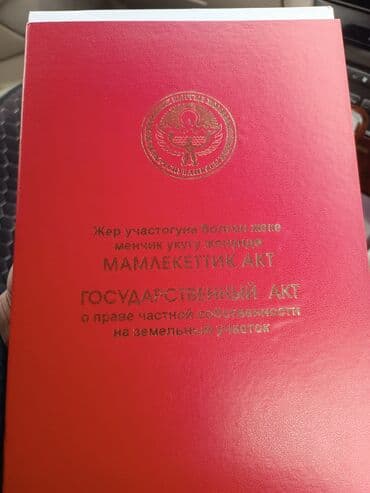 Жер участогуна болгон жеке
менчик укугу жөнүндө
МАМЛЕКЕТТИК АКТ
ГОСУДАРСТВЕННЫЙ АКТ
о праве частной собственности
на земельный участок